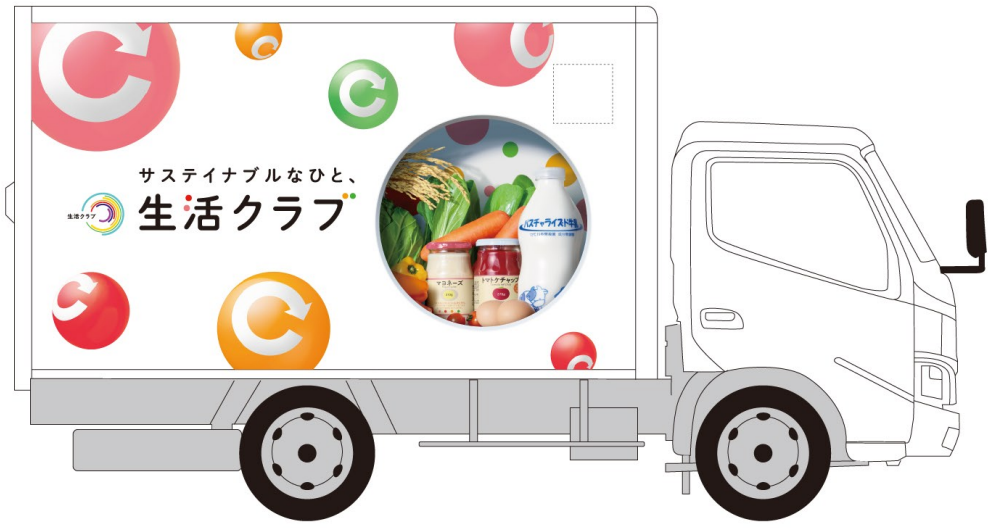 サステイナブルなひと、
生活クラブ
生活クラブ
パスチャライズド牛乳
マヨネーズ
トマトケチャップ